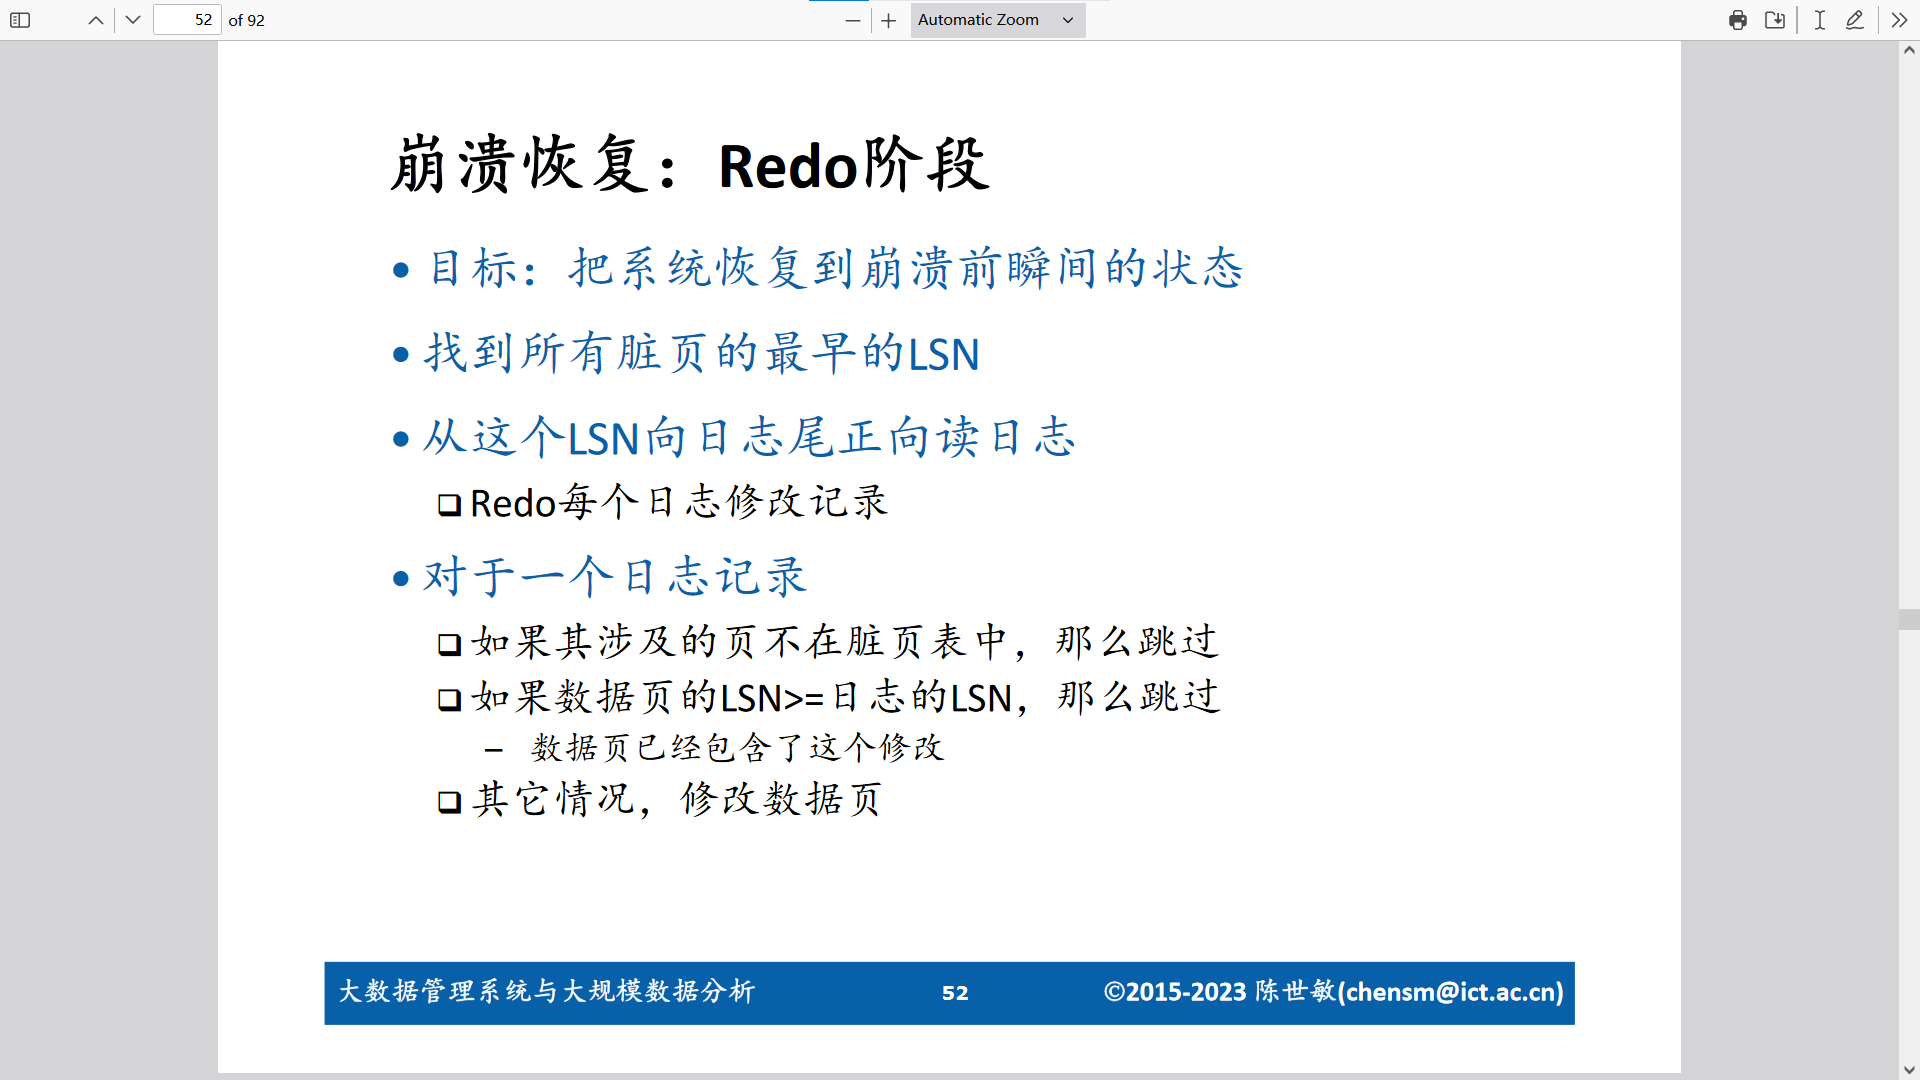 52 of 92
Automatic Zoom
崩溃恢复：Redo阶段
• 目标：把系统恢复到崩溃前瞬间的状态
• 找到所有脏页的最早的LSN
• 从这个LSN向日志尾正向读日志
❑ Redo每个日志修改记录
• 对于一个日志记录
❑ 如果其涉及的页不在脏页表中，那么跳过
❑ 如果数据页的LSN>=日志的LSN，那么跳过
– 数据页已经包含了这个修改
❑ 其它情况，修改数据页
大数据管理系统与大规模数据分析 52 ©2015-2023 陈世敏(chensm@ict.ac.cn)